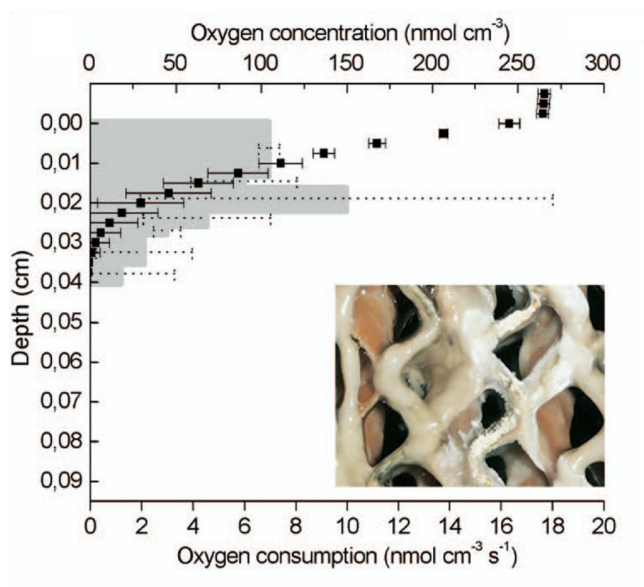 Oxygen concentration (nmol cm-3)
0 50 100 150 200 250 300
0,00
0,01
0,02
0,03
0,04
0,05
0,06
0,07
0,08
0,09
Depth (cm)
0 2 4 6 8 10 12 14 16 18 20
Oxygen consumption (nmol cm-3 s-1)